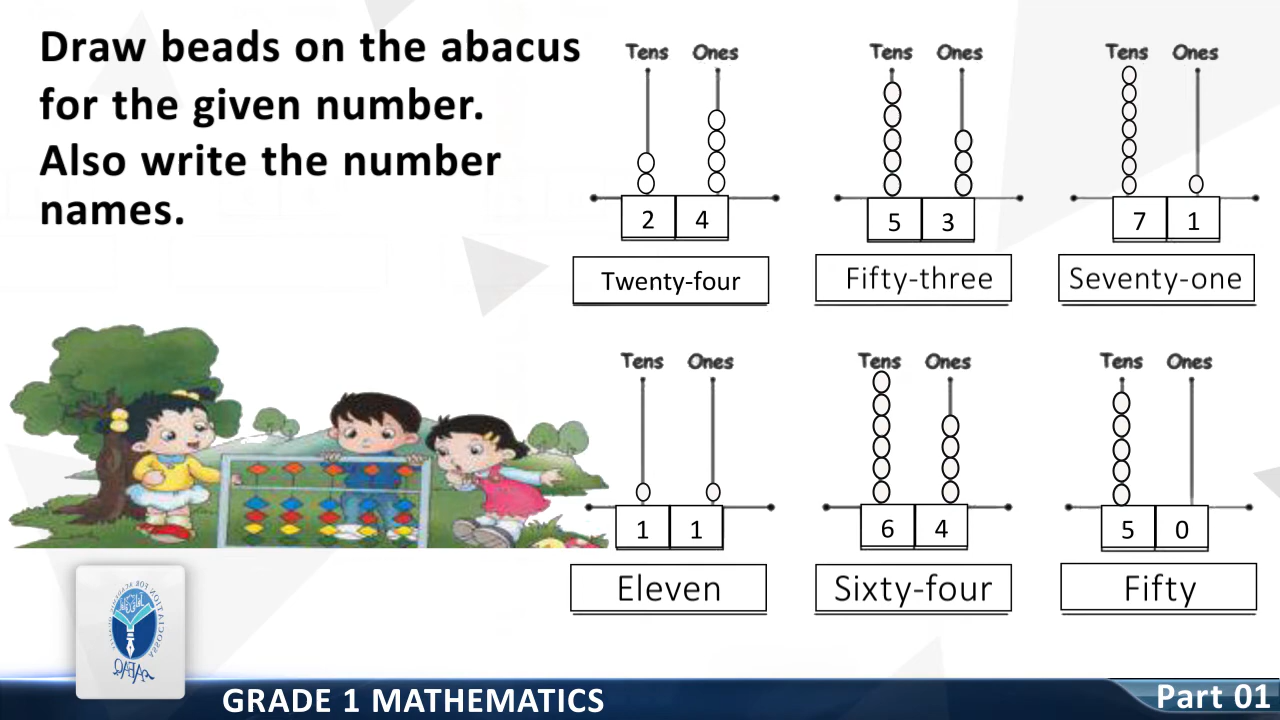 Draw beads on the abacus
for the given number.
Also write the number
names.
Tens Ones
2 4
Twenty-four
Tens Ones
5 3
Fifty-three
Tens Ones
7 1
Seventy-one
Tens Ones
1 1
Eleven
Tens Ones
6 4
Sixty-four
Tens Ones
5 0
Fifty
GRADE 1 MATHEMATICS
Part 01